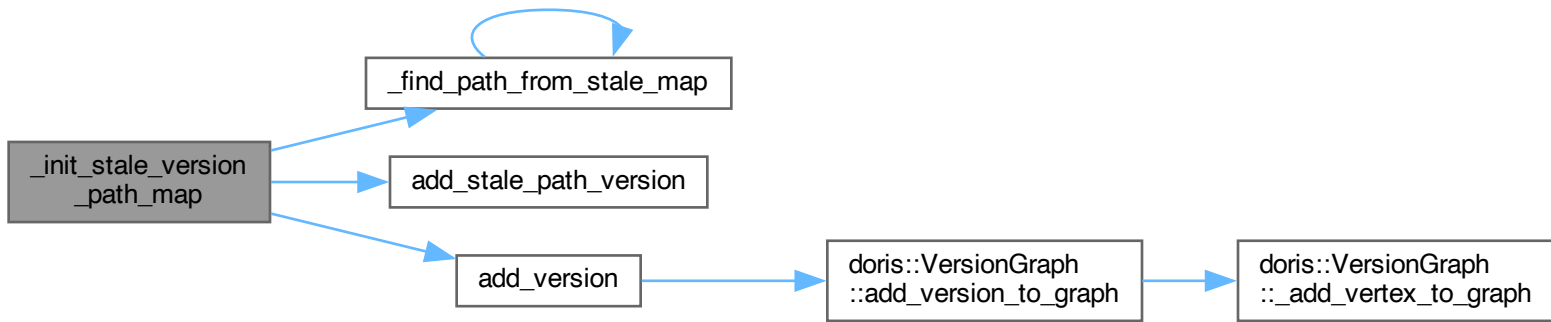 _find_path_from_stale_map
_init_stale_version
_path_map
add_stale_path_version
add_version
doris::VersionGraph
::add_version_to_graph
doris::VersionGraph
::_add_vertex_to_graph